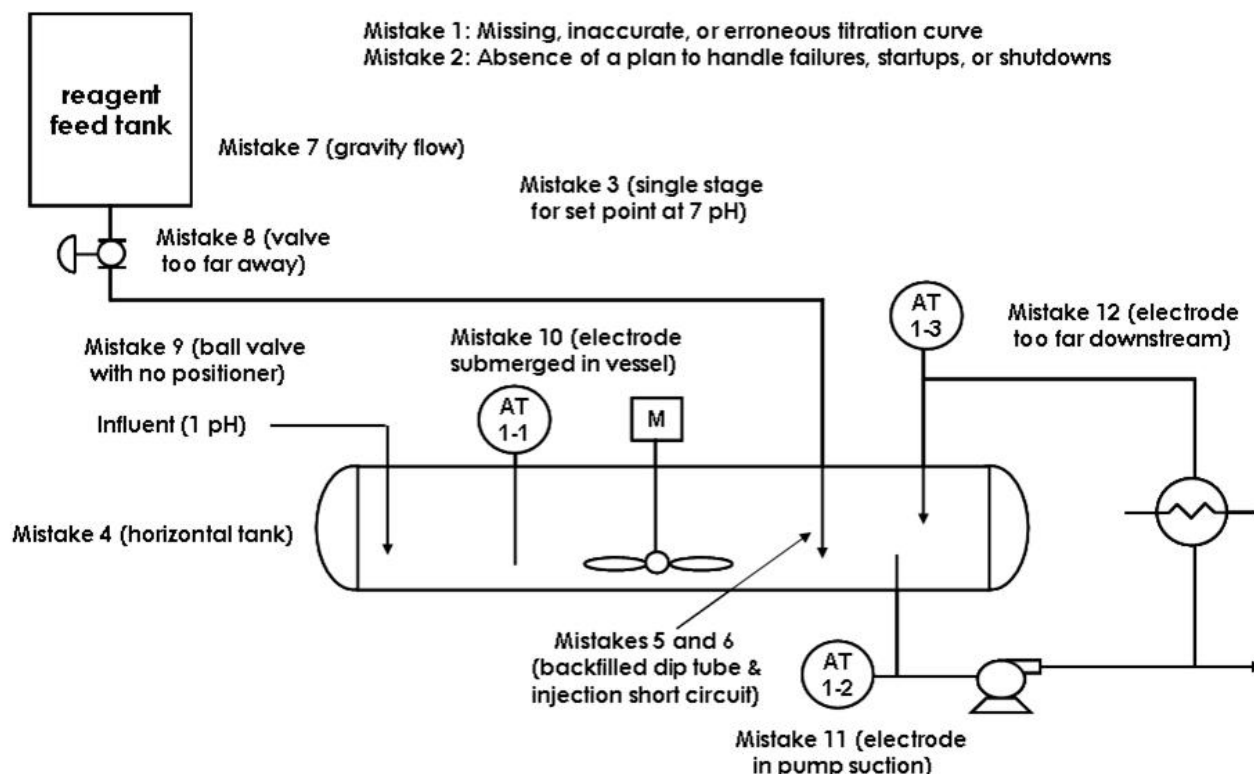 Mistake 1: Missing, inaccurate, or erroneous titration curve
Mistake 2: Absence of a plan to handle failures, startups, or shutdowns
reagent
feed tank
Mistake 7 (gravity flow)
Mistake 3 (single stage
for set point at 7 pH)
Mistake 8 (valve
too far away)
AT
1-3
Mistake 12 (electrode
too far downstream)
Mistake 9 (ball valve
with no positioner)
Mistake 10 (electrode
submerged in vessel)
Influent (1 pH)
AT
1-1
M
Mistake 4 (horizontal tank)
Mistakes 5 and 6
(backfilled dip tube &
injection short circuit)
AT
1-2
Mistake 11 (electrode
in pump suction)